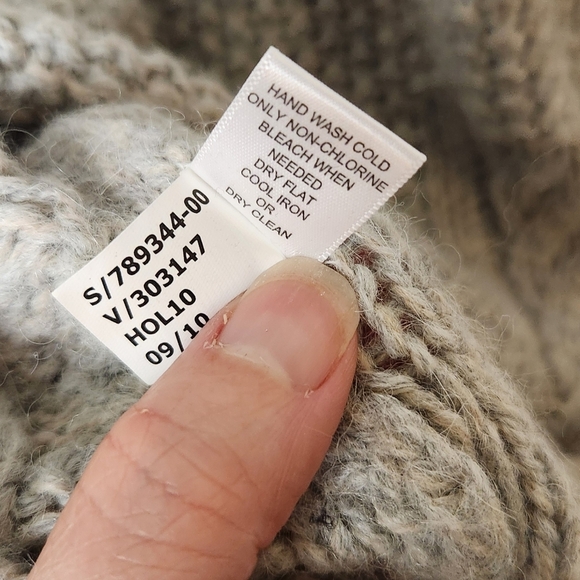 HAND WASH COLD
ONLY NON-CHLORINE
BLEACH WHEN
NEEDED
DRY FLAT
COOL IRON
OR
DRY CLEAN
S/789344-00
V/303147
HOL10
09/10